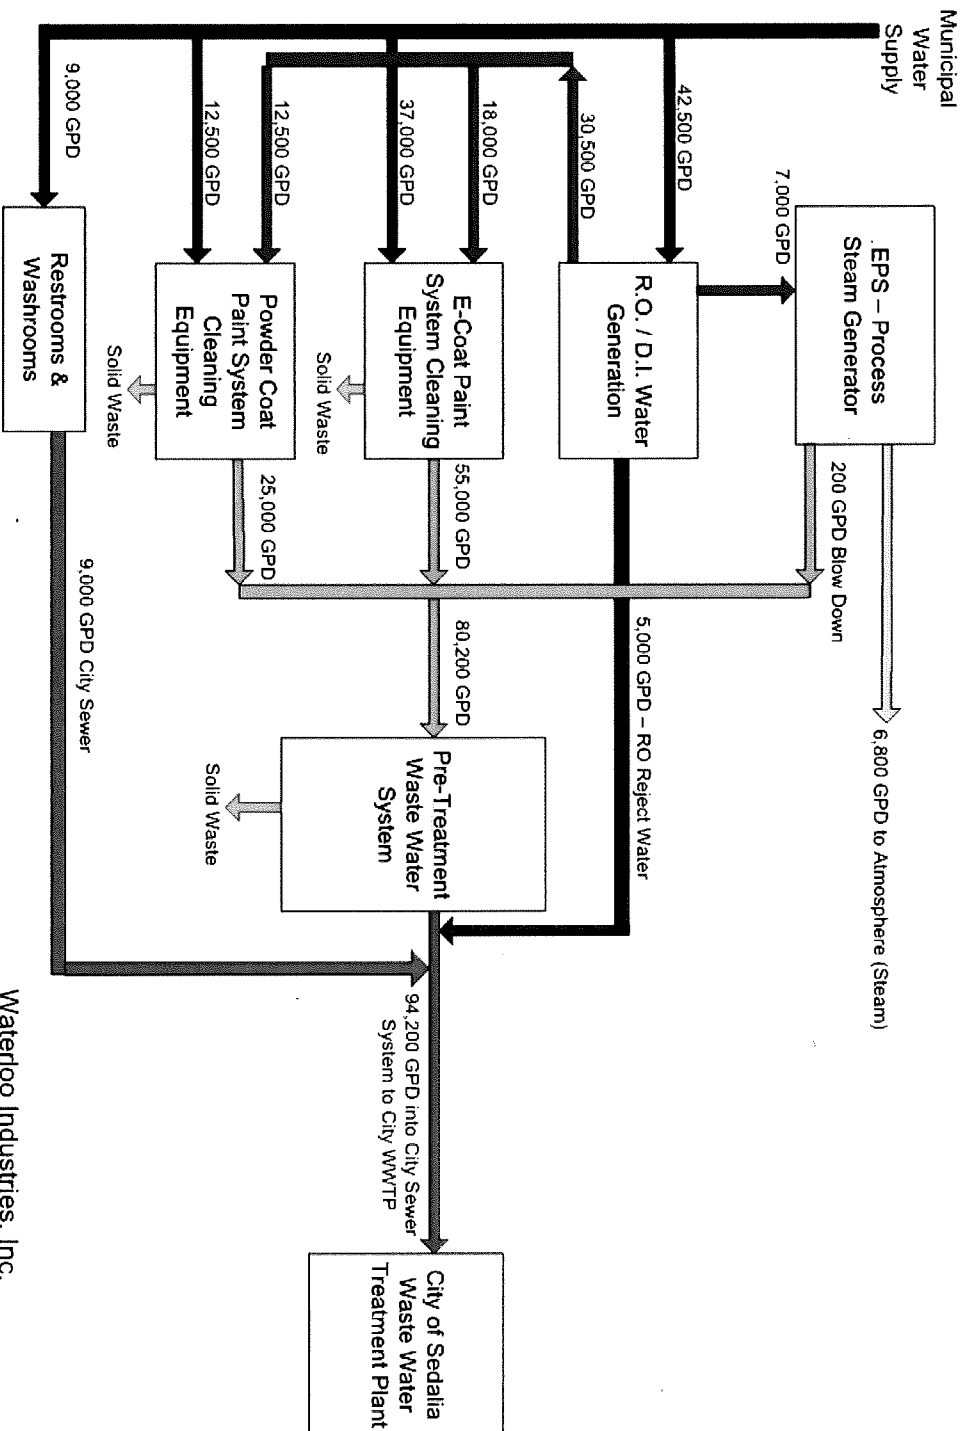 Municipal
Water
Supply
.EPS – Process
Steam Generator
7,000 GPD
200 GPD Blow Down
6,800 GPD to Atmosphere (Steam)
42,500 GPD
R.O. / D.I. Water
Generation
30,500 GPD
5,000 GPD – RO Reject Water
18,000 GPD
37,000 GPD
E-Coat Paint
System Cleaning
Equipment
Solid Waste
55,000 GPD
80,200 GPD
Pre-Treatment
Waste Water
System
Solid Waste
94,200 GPD into City Sewer
System to City WWTP
City of Sedalia
Waste Water
Treatment Plant
12,500 GPD
12,500 GPD
Powder Coat
Paint System
Cleaning
Equipment
Solid Waste
25,000 GPD
9,000 GPD
Restrooms &
Washrooms
9,000 GPD City Sewer
Waterloo Industries, Inc.